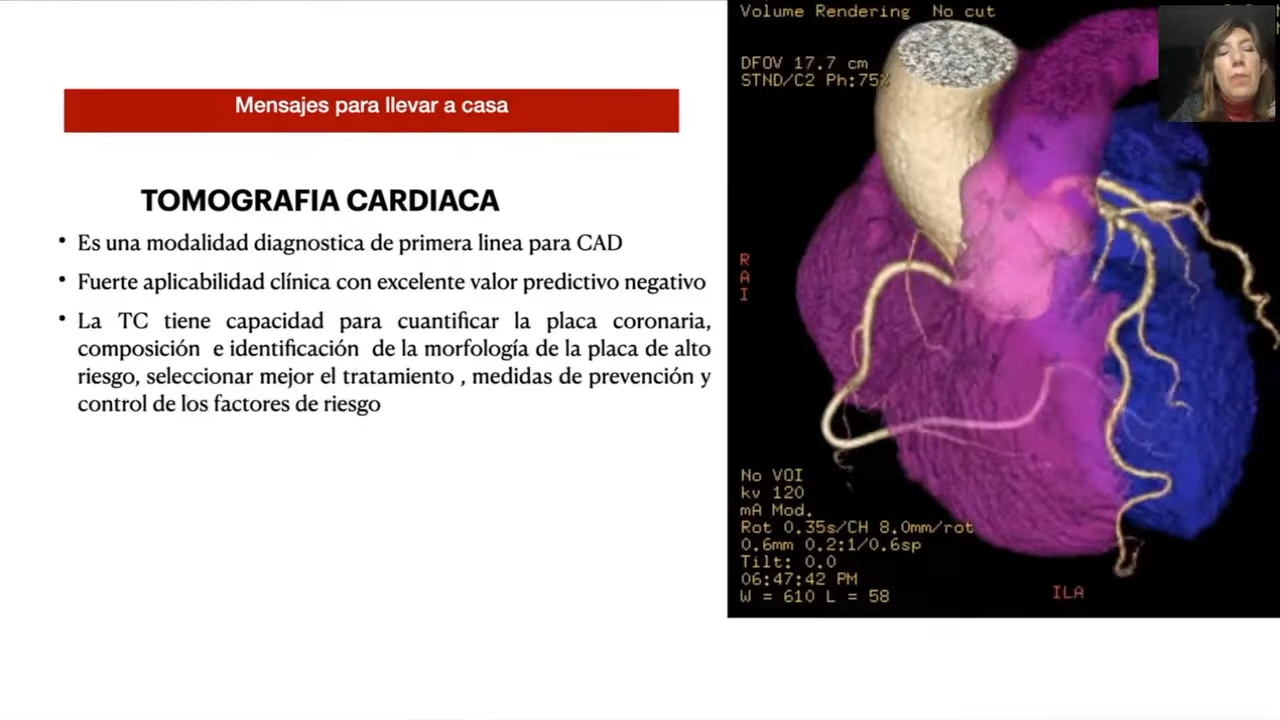 Mensajes para llevar a casa
TOMOGRAFIA CARDIACA
• Es una modalidad diagnostica de primera linea para CAD
• Fuerte aplicabilidad clínica con excelente valor predictivo negativo
• La TC tiene capacidad para cuantificar la placa coronaria,
composición e identificación de la morfología de la placa de alto
riesgo, seleccionar mejor el tratamiento , medidas de prevención y
control de los factores de riesgo
Volume Rendering No cut
DFOV 17.7 cm
STND/C2 Ph:75%
R
A
I
No VOI
kv 120
mA Mod.
Rot 0.35s/CH 8.0mm/rot
0.6mm 0.2:1/0.6sp
Tilt: 0.0
06:47:42 PM
W = 610 L = 58
ILA